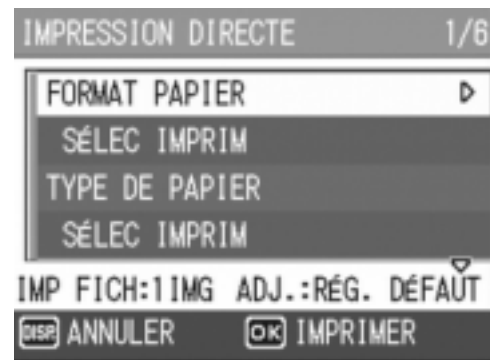 IMPRESSION DIRECTE 1/6
FORMAT PAPIER
SÉLEC IMPRIM
TYPE DE PAPIER
SÉLEC IMPRIM
IMP FICH:1IMG ADJ.:RÉG. DÉFAUT
DISP. ANNULER OK IMPRIMER